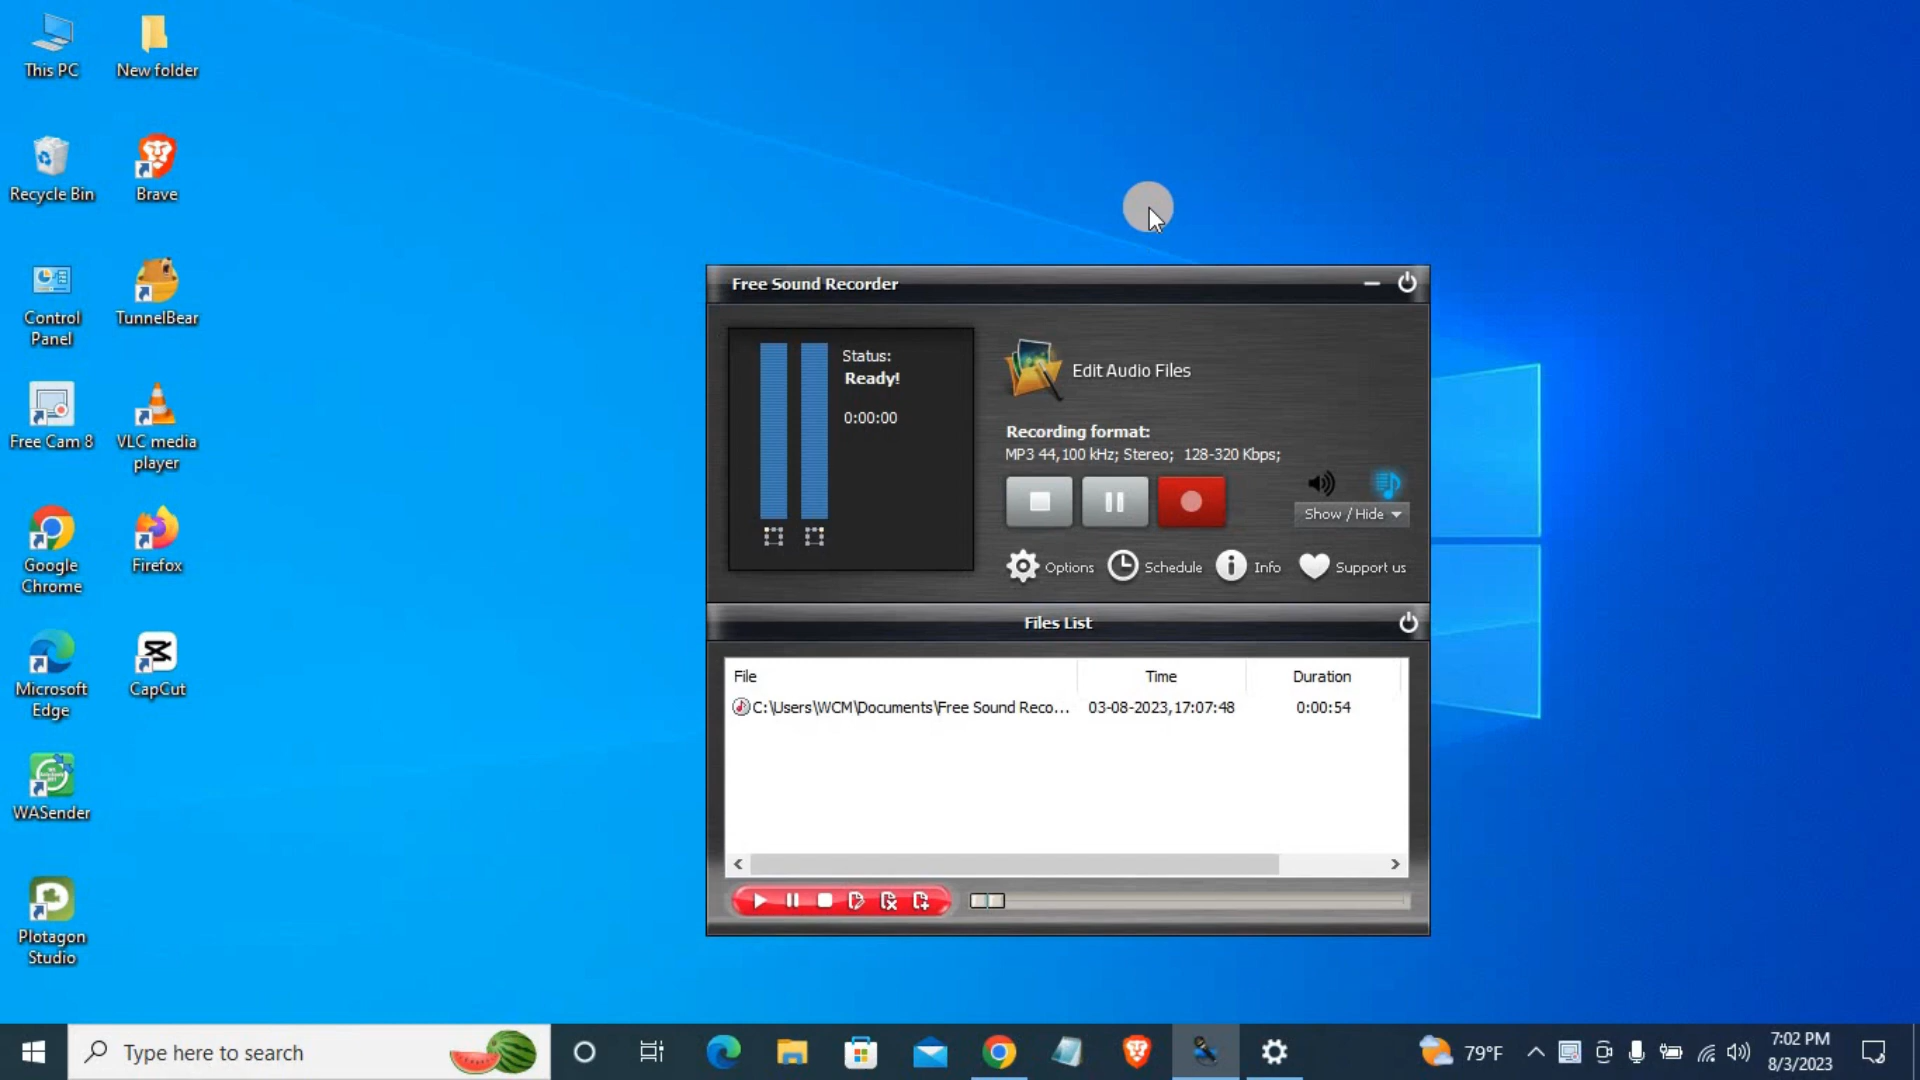 This PC
New folder
Recycle Bin
Brave
Control
Panel
TunnelBear
Free Cam 8
VLC media
player
Google
Chrome
Firefox
Microsoft
Edge
CapCut
WASender
Plotagon
Studio
Free Sound Recorder
Status:
Ready!
0:00:00
Edit Audio Files
Recording format:
MP3 44,100 kHz; Stereo; 128-320 Kbps;
Show / Hide
Options
Schedule
Info
Support us
Files List
File Time Duration
C:\Users\WCM\Documents\Free Sound Reco... 03-08-2023,17:07:48 0:00:54
Type here to search
79°F
7:02 PM
8/3/2023